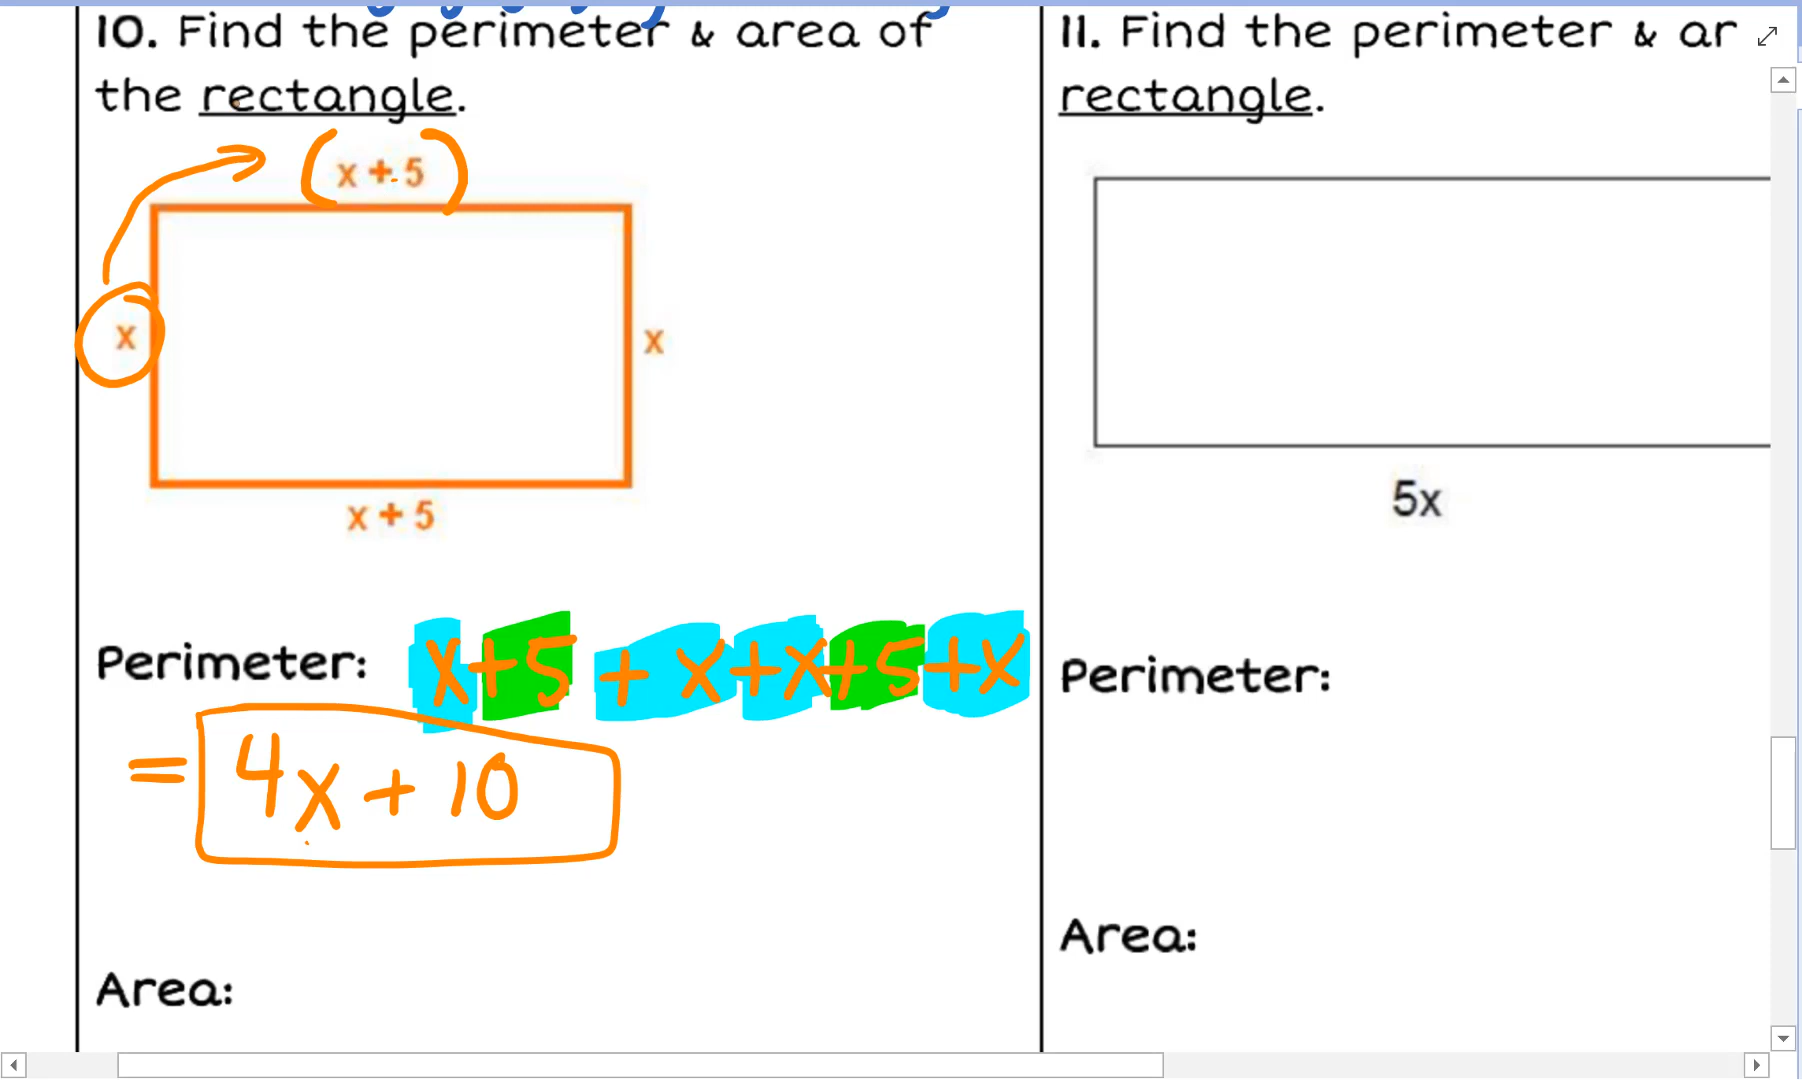 10. Find the perimeter & area of
the rectangle.
(x + 5)
x
x
x + 5
Perimeter: x+5 + x+x+5+x
= 4x + 10
Area:
11. Find the perimeter & ar
rectangle.
5x
Perimeter:
Area: